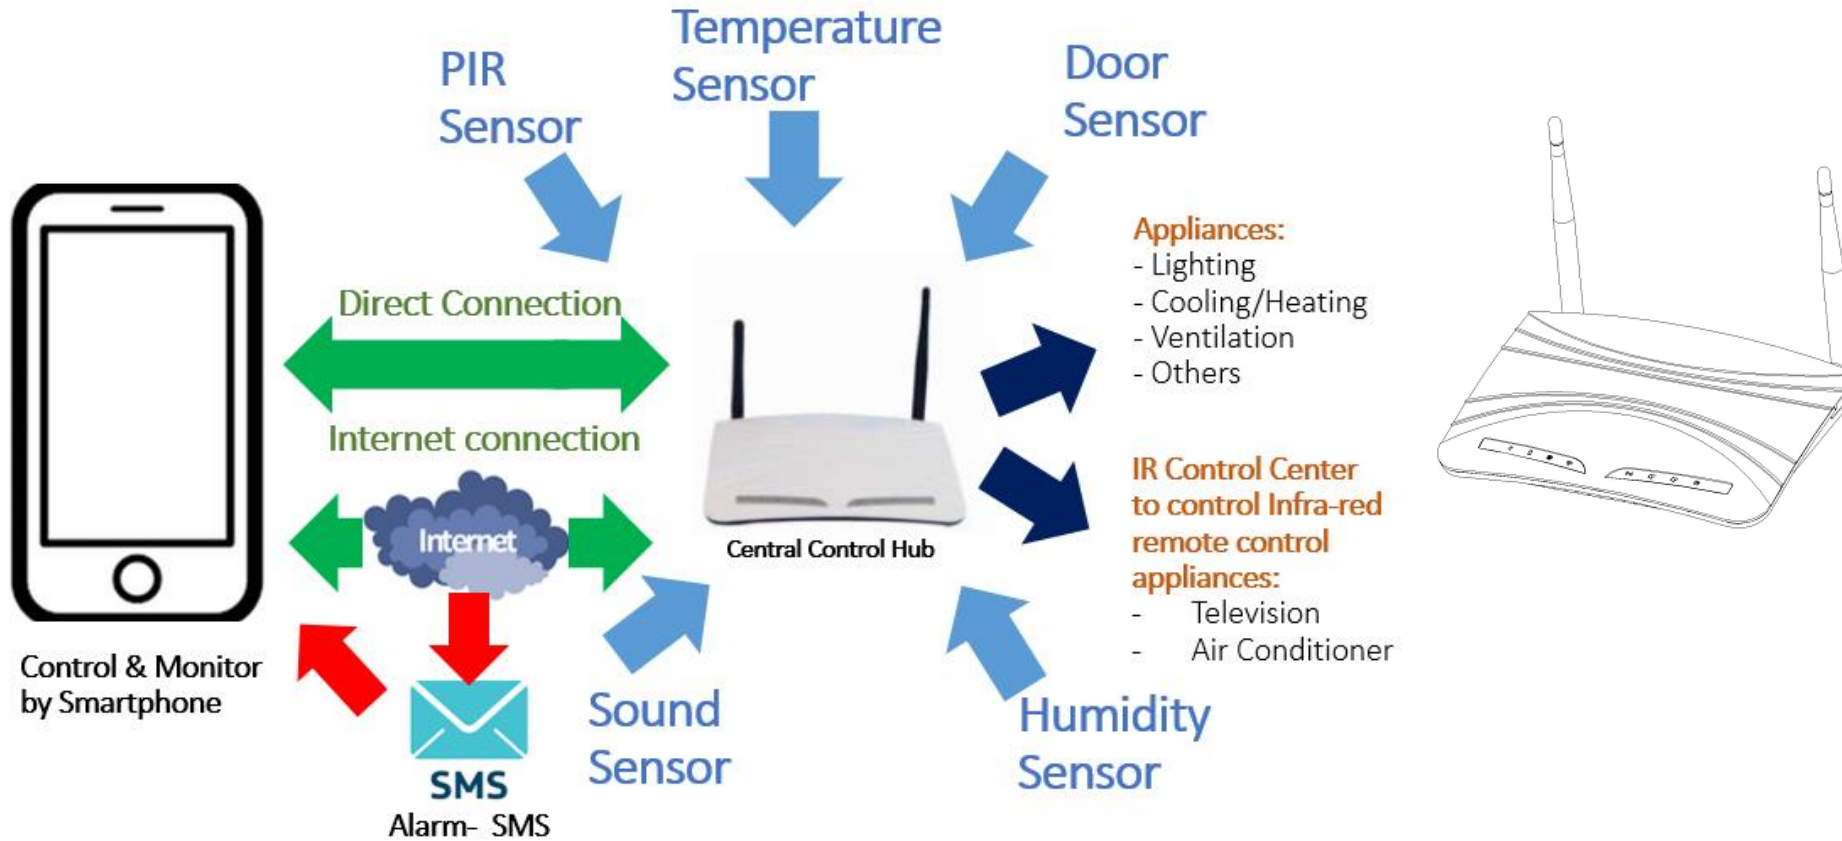 PIR
Sensor
Temperature
Sensor
Door
Sensor
Direct Connection
Internet connection
Internet
Control & Monitor
by Smartphone
SMS
Alarm- SMS
Central Control Hub
Sound
Sensor
Humidity
Sensor
Appliances:
- Lighting
- Cooling/Heating
- Ventilation
- Others
IR Control Center
to control Infra-red
remote control
appliances:
- Television
- Air Conditioner